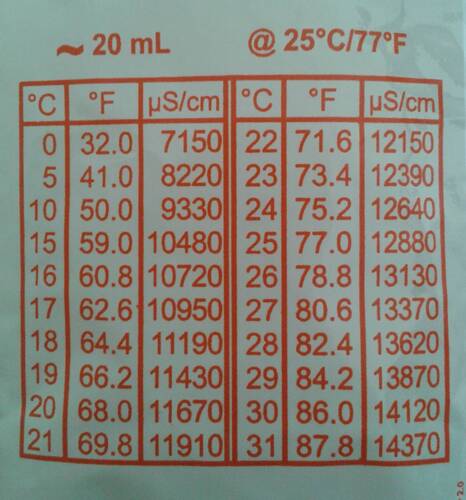 ~ 20 mL @ 25°C/77°F
°C °F µS/cm °C °F µS/cm
0 32.0 7150 22 71.6 12150
5 41.0 8220 23 73.4 12390
10 50.0 9330 24 75.2 12640
15 59.0 10480 25 77.0 12880
16 60.8 10720 26 78.8 13130
17 62.6 10950 27 80.6 13370
18 64.4 11190 28 82.4 13620
19 66.2 11430 29 84.2 13870
20 68.0 11670 30 86.0 14120
21 69.8 11910 31 87.8 14370